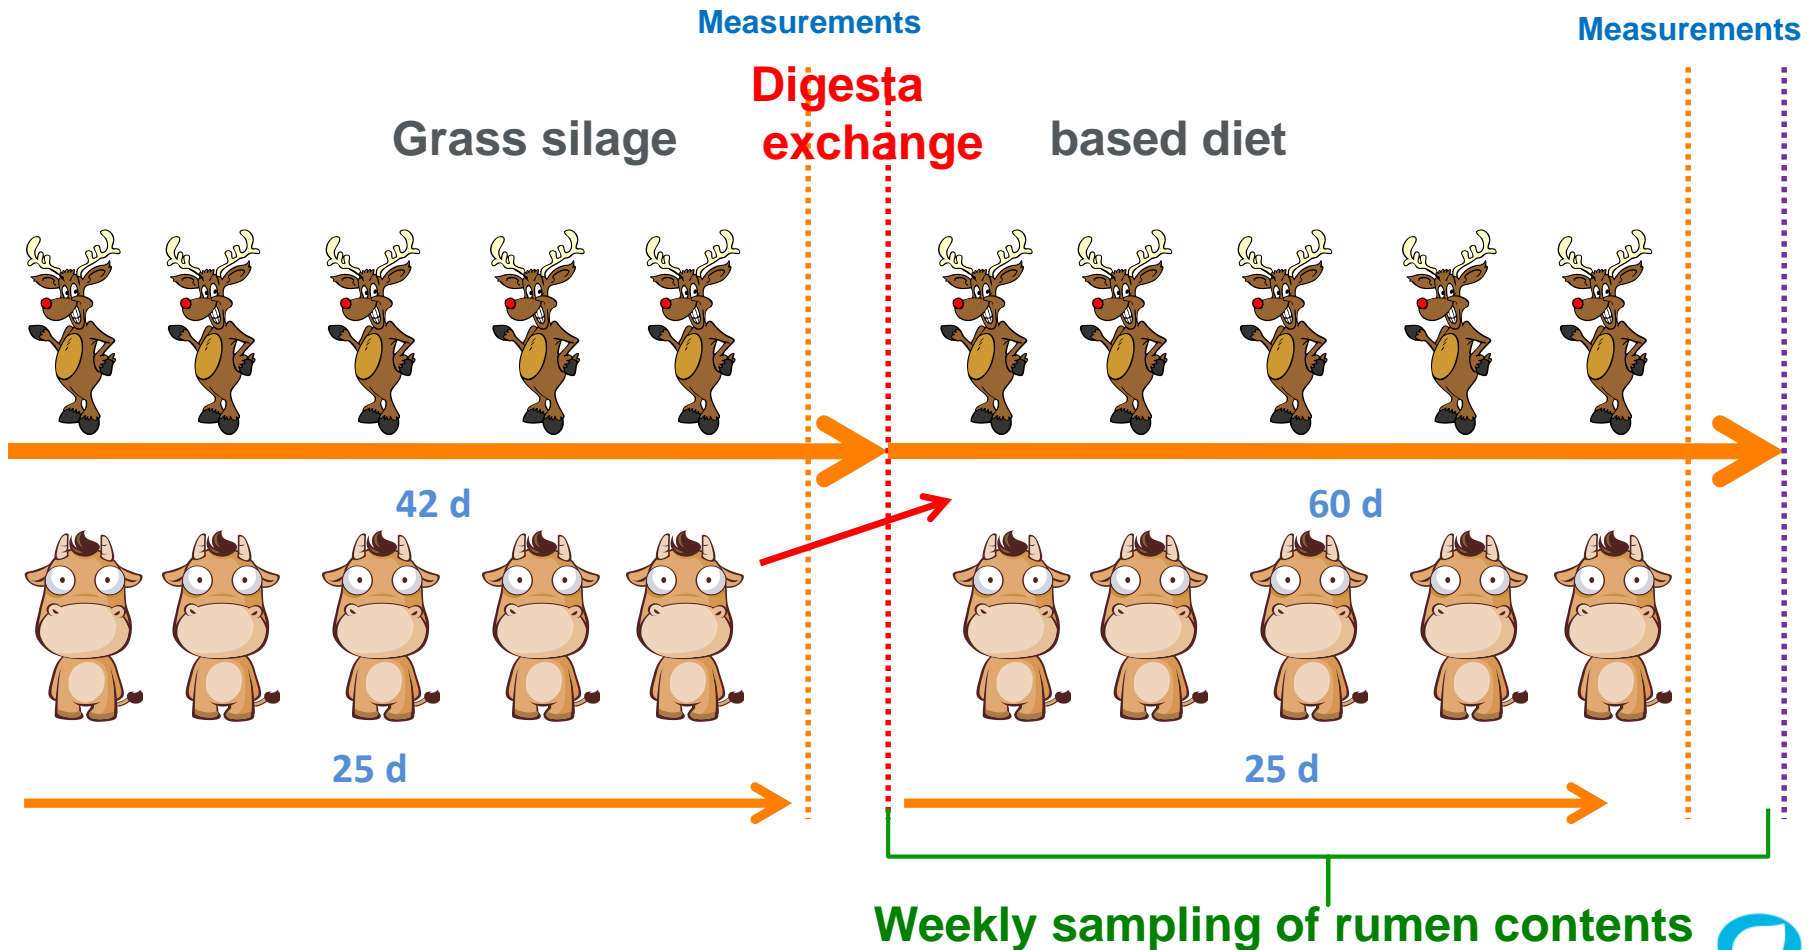 Measurements
Measurements
Digesta
exchange
Grass silage
based diet
42 d
60 d
25 d
25 d
Weekly sampling of rumen contents